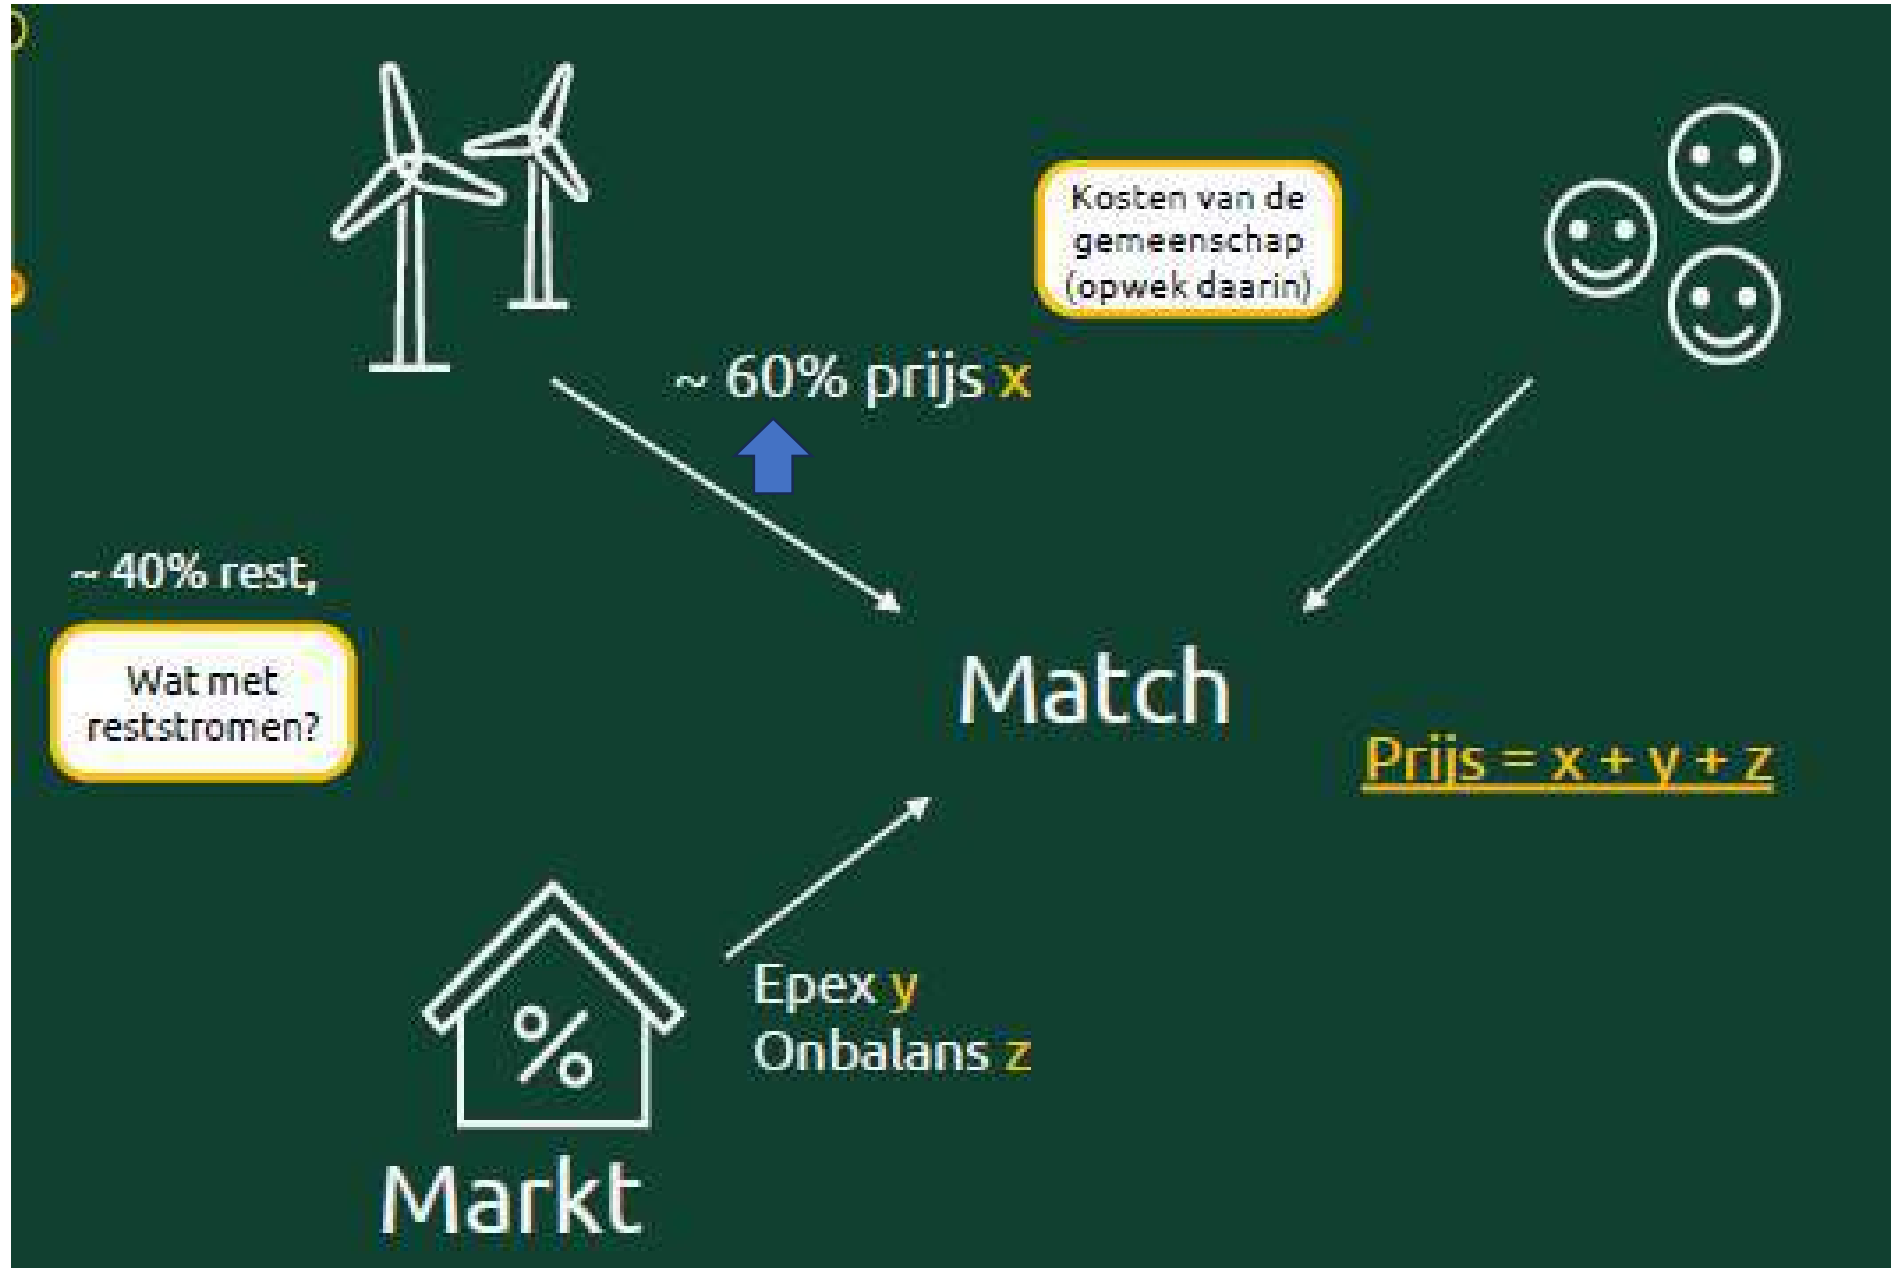 Kosten van de
gemeenschap
(opwek daarin)
~ 60% prijs x
~ 40% rest,
Wat met
reststromen?
Match
Prijs = x + y + z
Epex y
Onbalans z
%
Markt